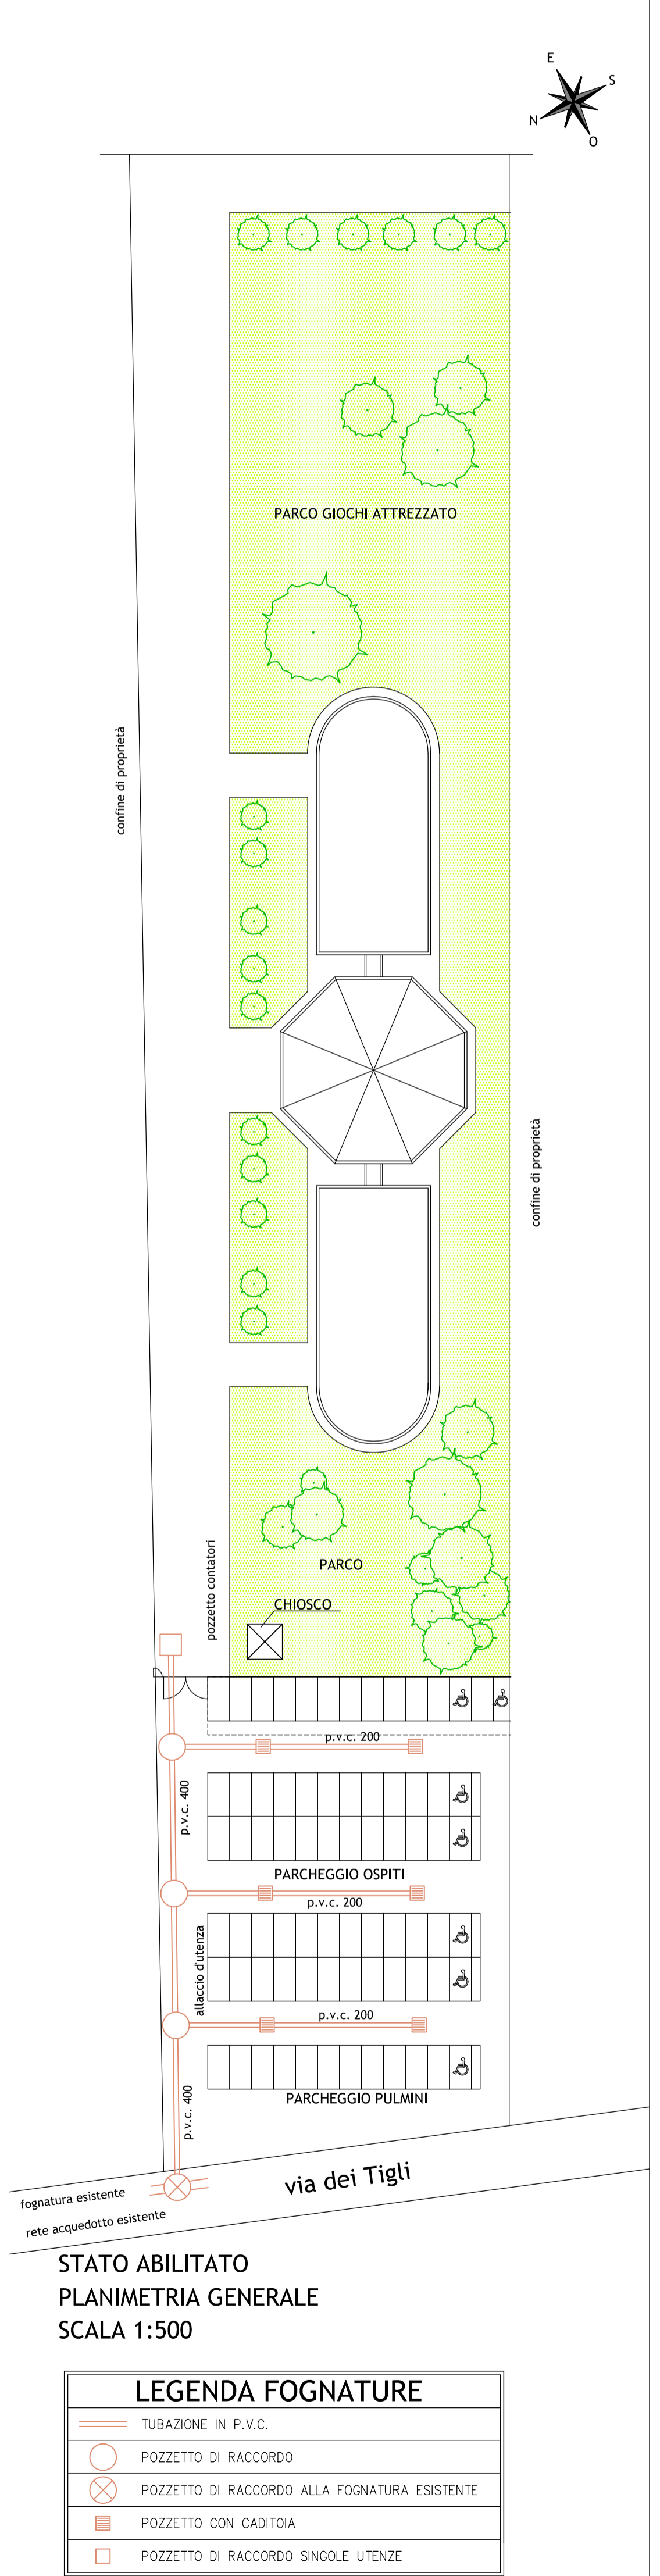 E
S
N
O
PARCO GIOCHI ATTREZZATO
confine di proprietà
confine di proprietà
pozzetto contatori
PARCO
CHIOSCO
p.v.c. 200
p.v.c. 400
PARCHEGGIO OSPITI
p.v.c. 200
allaccio d'utenza
p.v.c. 200
p.v.c. 400
PARCHEGGIO PULMINI
via dei Tigli
fognatura esistente
rete acquedotto esistente
STATO ABILITATO
PLANIMETRIA GENERALE
SCALA 1:500
LEGENDA FOGNATURE
TUBAZIONE IN P.V.C.
POZZETTO DI RACCORDO
POZZETTO DI RACCORDO ALLA FOGNATURA ESISTENTE
POZZETTO CON CADITOIA
POZZETTO DI RACCORDO SINGOLE UTENZE